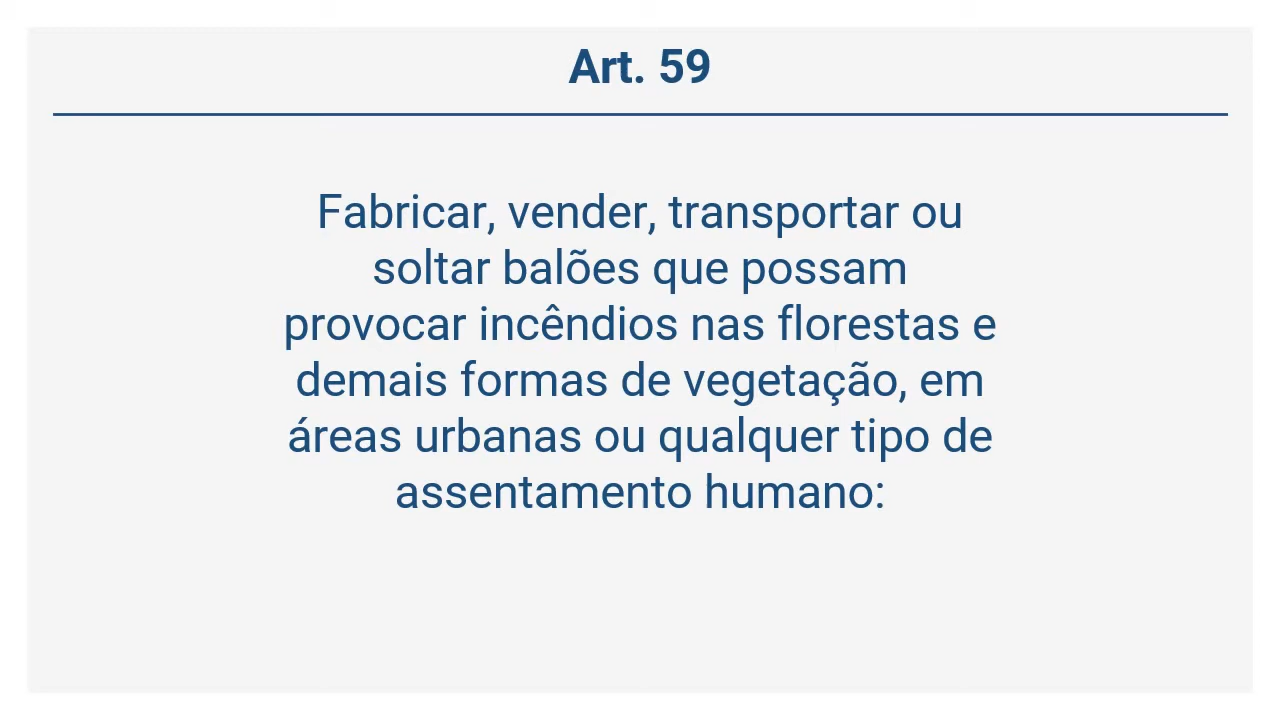 Art. 59
Fabricar, vender, transportar ou
soltar balões que possam
provocar incêndios nas florestas e
demais formas de vegetação, em
áreas urbanas ou qualquer tipo de
assentamento humano: